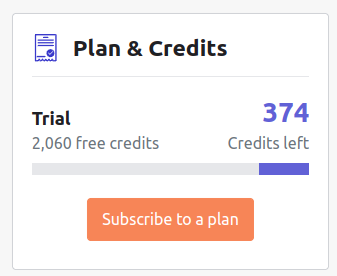 Plan & Credits
Trial
374
2,060 free credits
Credits left
Subscribe to a plan